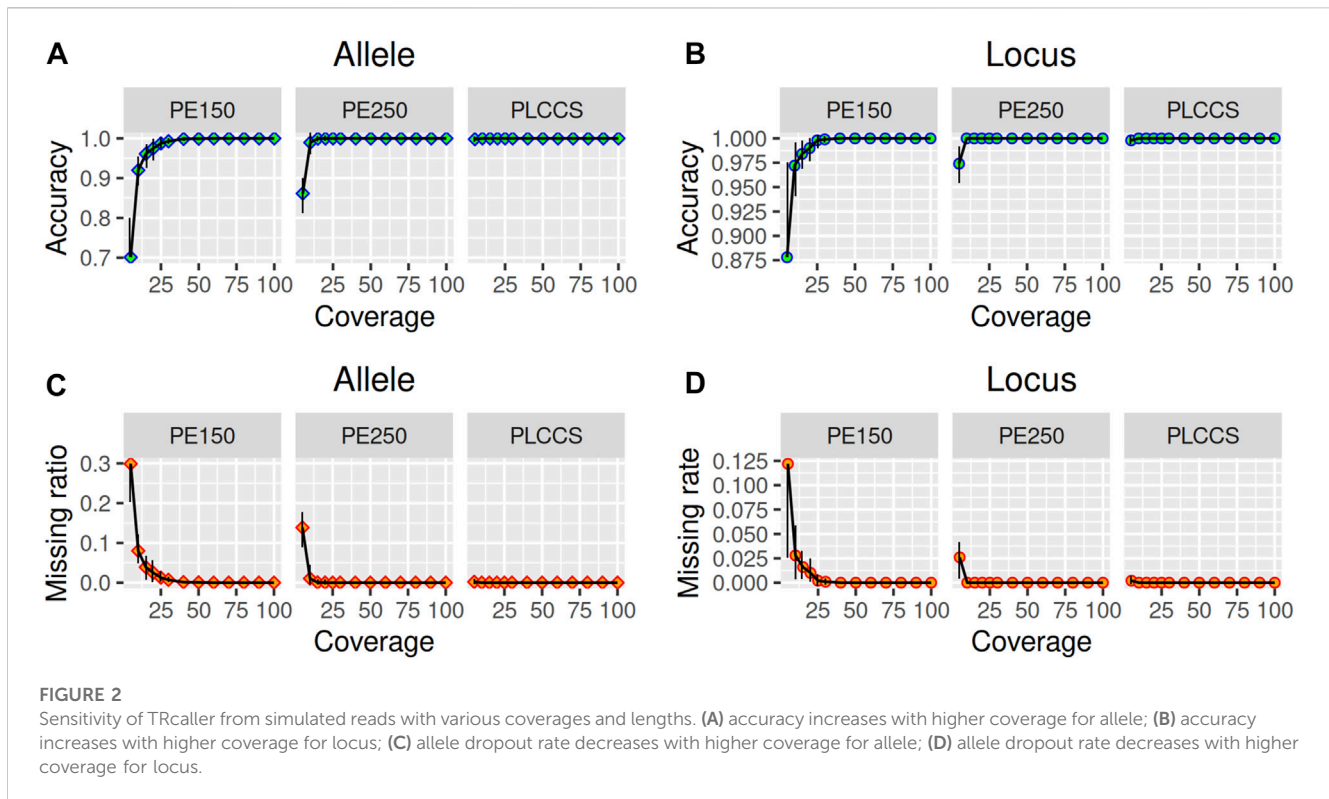 A
Allele
PE150 PE250 PLCCS
Accuracy
1.0
0.9
0.8
0.7
25 50 75 100 25 50 75 100 25 50 75 100
Coverage
B
Locus
PE150 PE250 PLCCS
Accuracy
1.000
0.975
0.950
0.925
0.900
0.875
25 50 75 100 25 50 75 100 25 50 75 100
Coverage
C
Allele
PE150 PE250 PLCCS
Missing ratio
0.3
0.2
0.1
0.0
25 50 75 100 25 50 75 100 25 50 75 100
Coverage
D
Locus
PE150 PE250 PLCCS
Missing rate
0.125
0.100
0.075
0.050
0.025
0.000
25 50 75 100 25 50 75 100 25 50 75 100
Coverage
FIGURE 2
Sensitivity of TRcaller from simulated reads with various coverages and lengths. (A) accuracy increases with higher coverage for allele; (B) accuracy
increases with higher coverage for locus; (C) allele dropout rate decreases with higher coverage for allele; (D) allele dropout rate decreases with higher
coverage for locus.